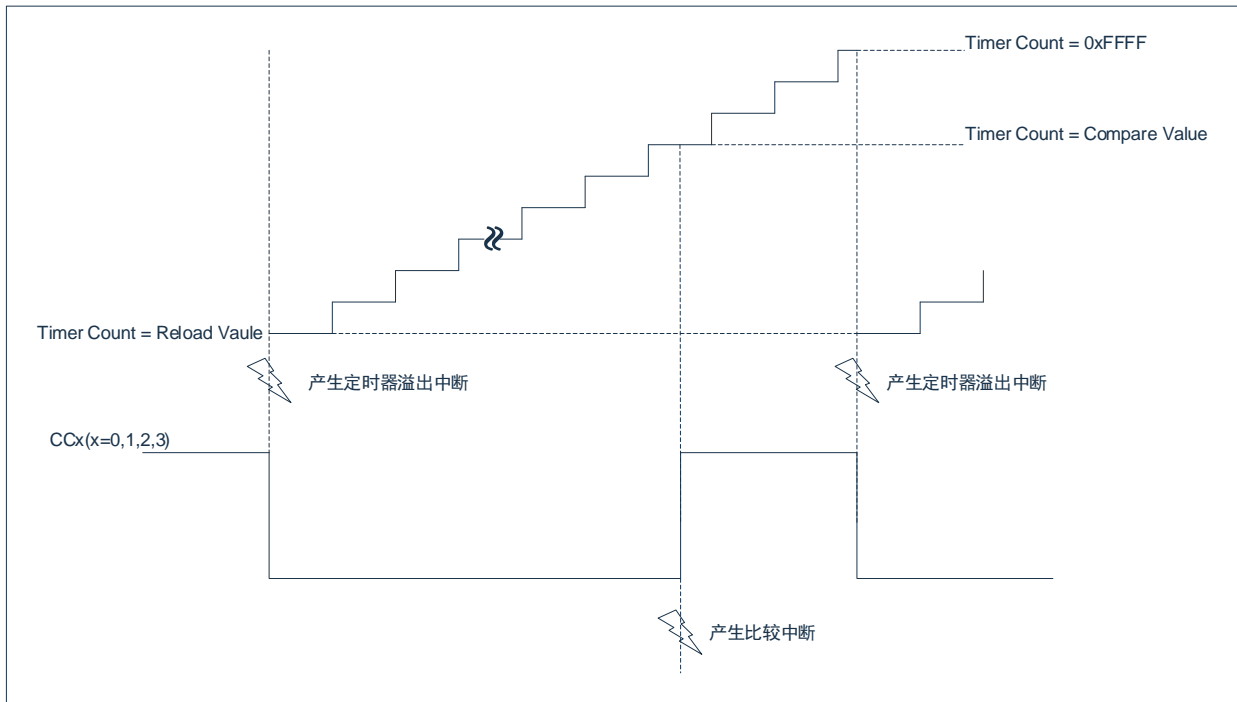 Timer Count = 0xFFFF
Timer Count = Compare Value
Timer Count = Reload Vaule
产生定时器溢出中断
产生定时器溢出中断
CCx(x=0,1,2,3)
产生比较中断